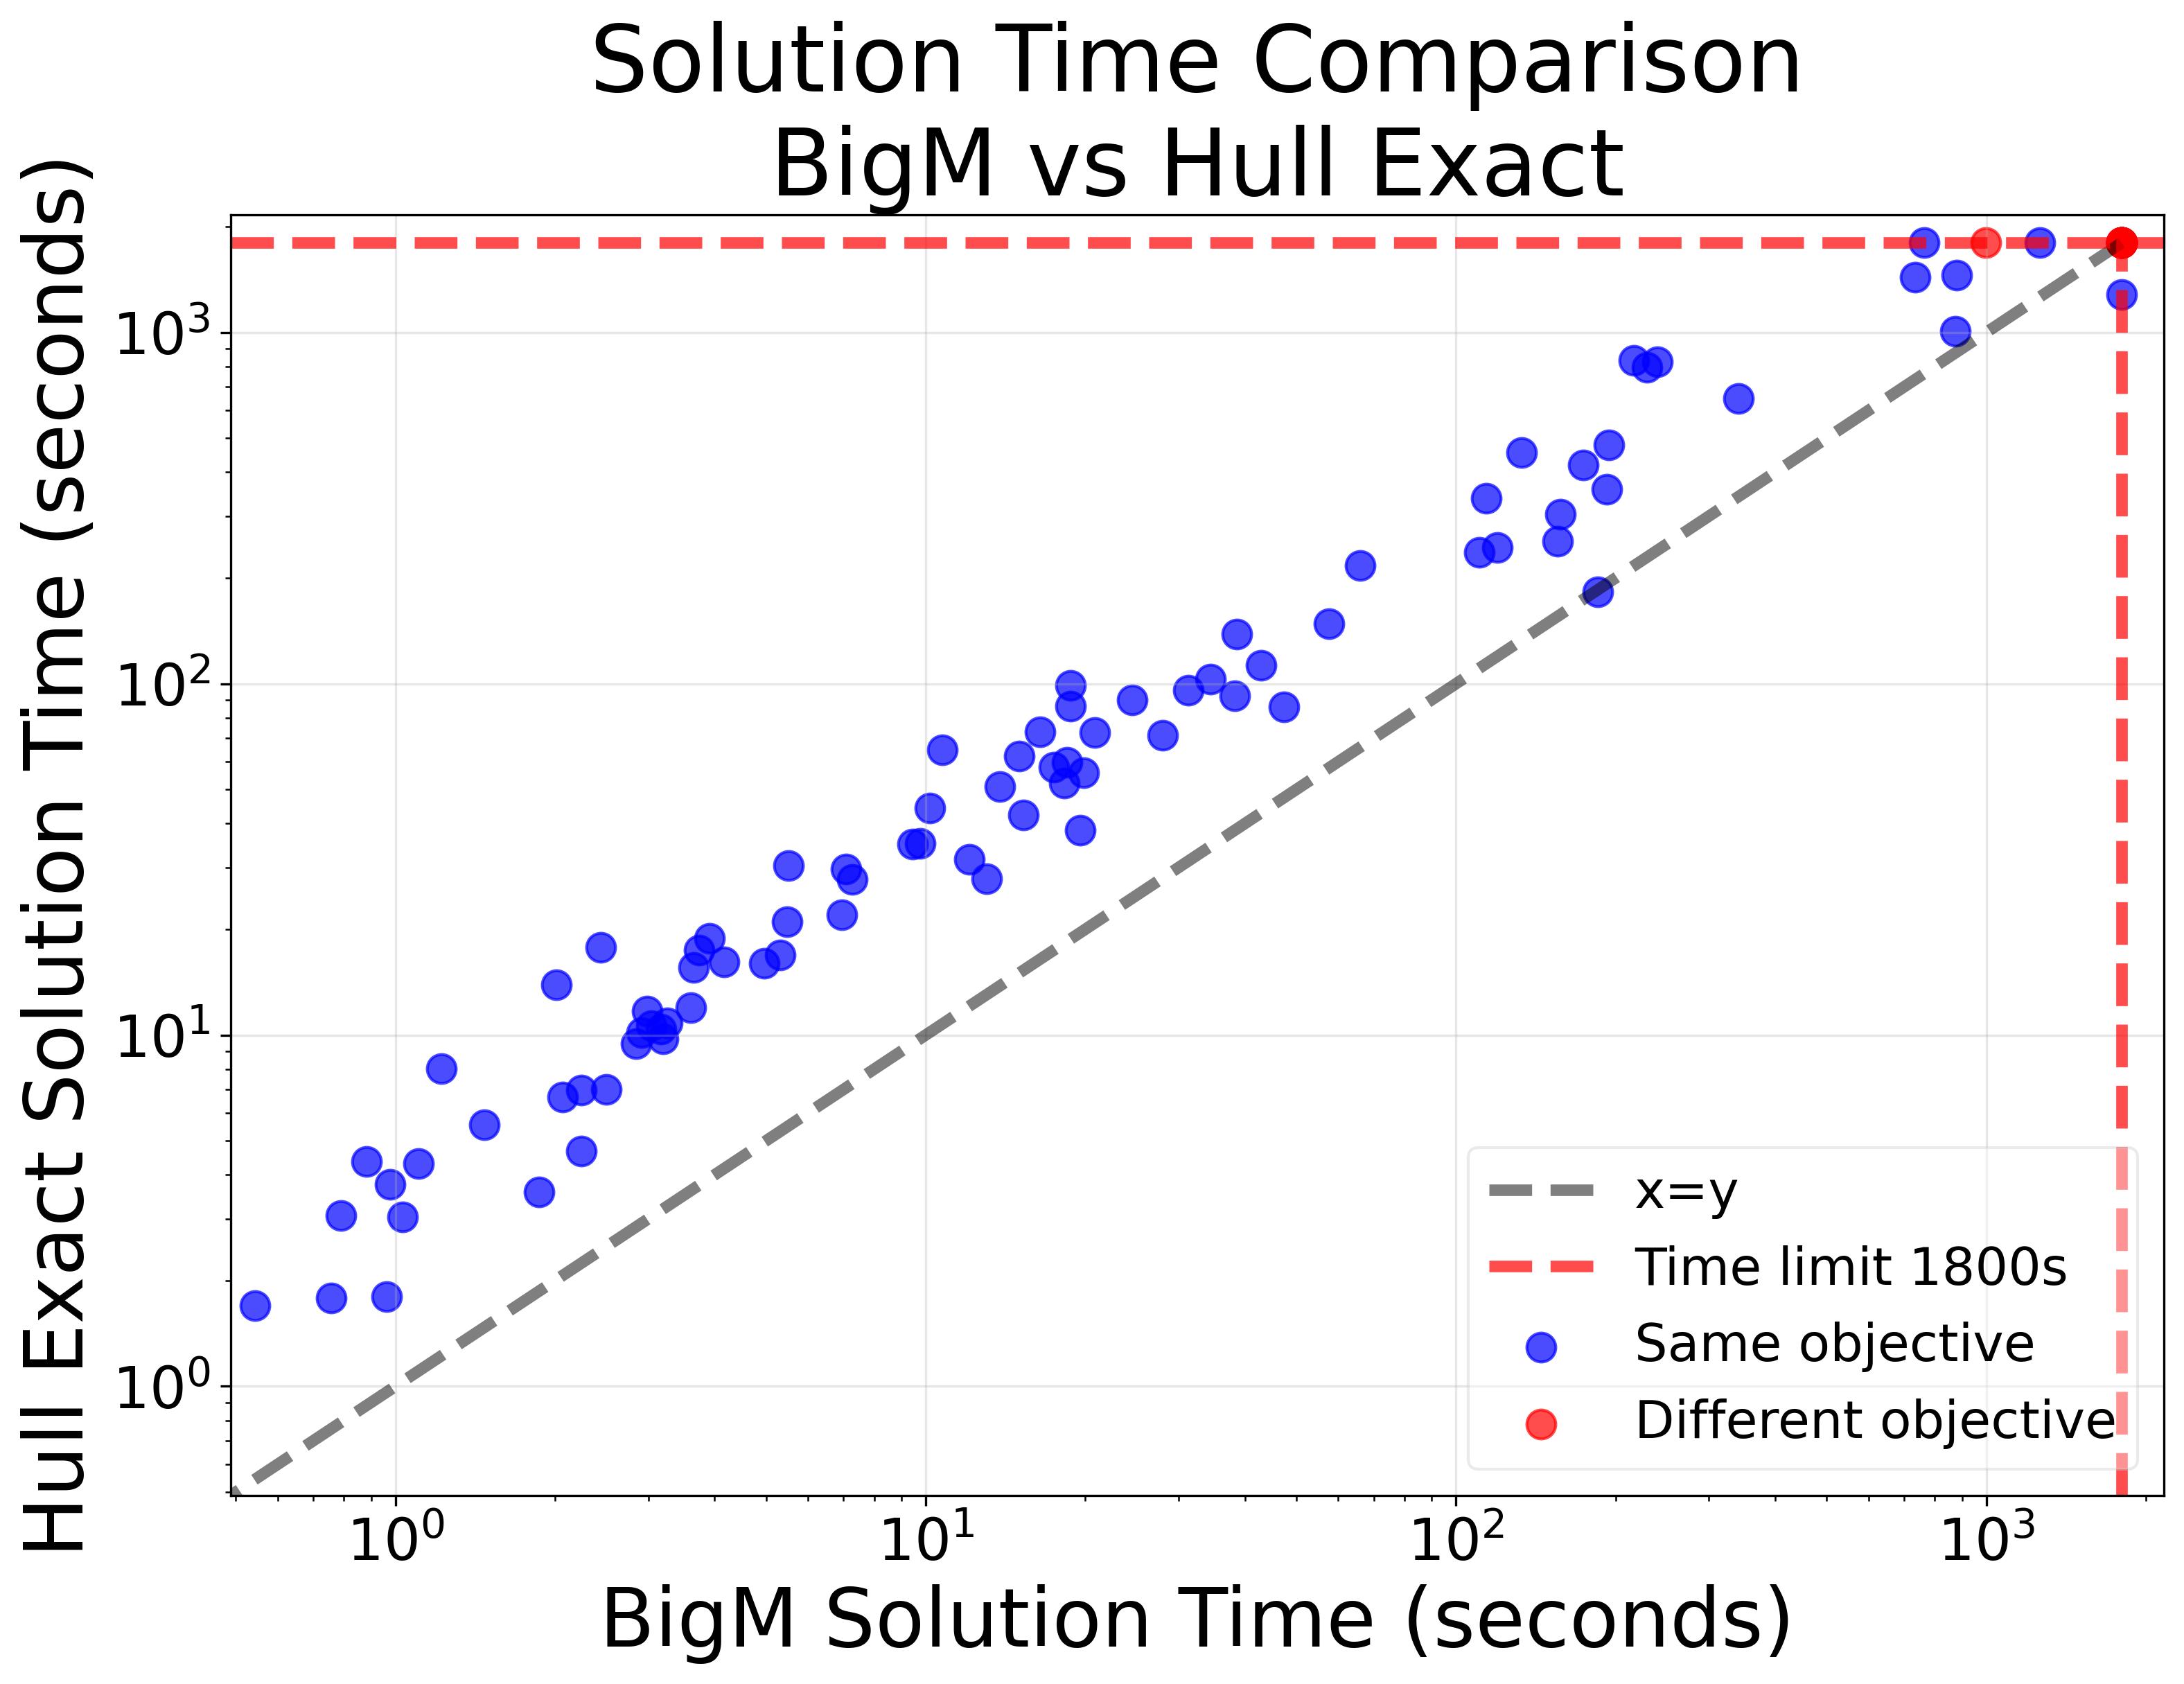 Solution Time Comparison
BigM vs Hull Exact
Hull Exact Solution Time (seconds)
10³
10²
10¹
10⁰
x=y
Time limit 1800s
Same objective
Different objective
10⁰ 10¹ 10² 10³
BigM Solution Time (seconds)